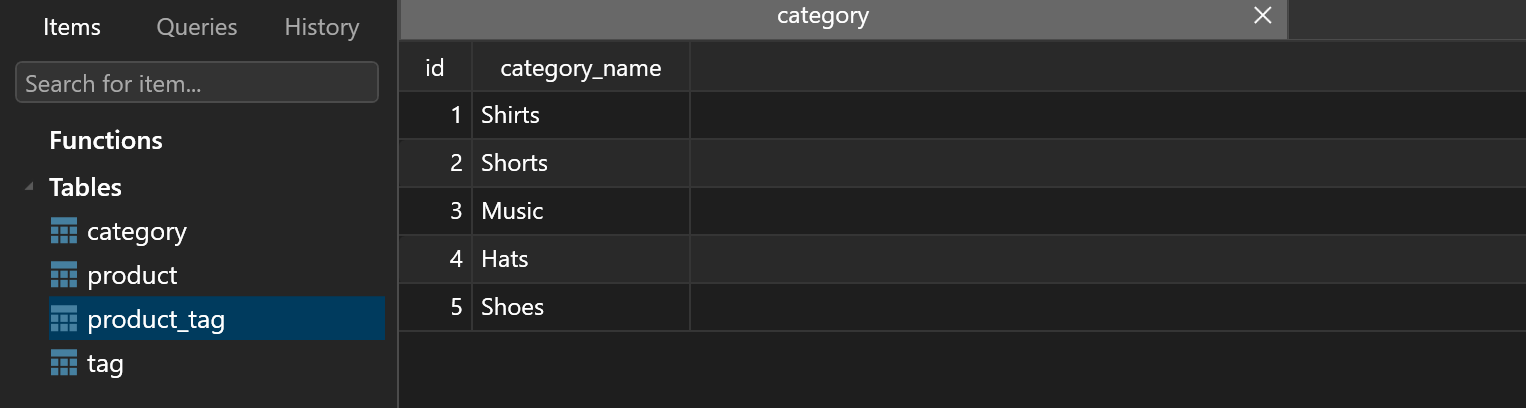 Items Queries History
Search for item...
Functions
Tables
category
product
product_tag
tag
category
id category_name
1 Shirts
2 Shorts
3 Music
4 Hats
5 Shoes